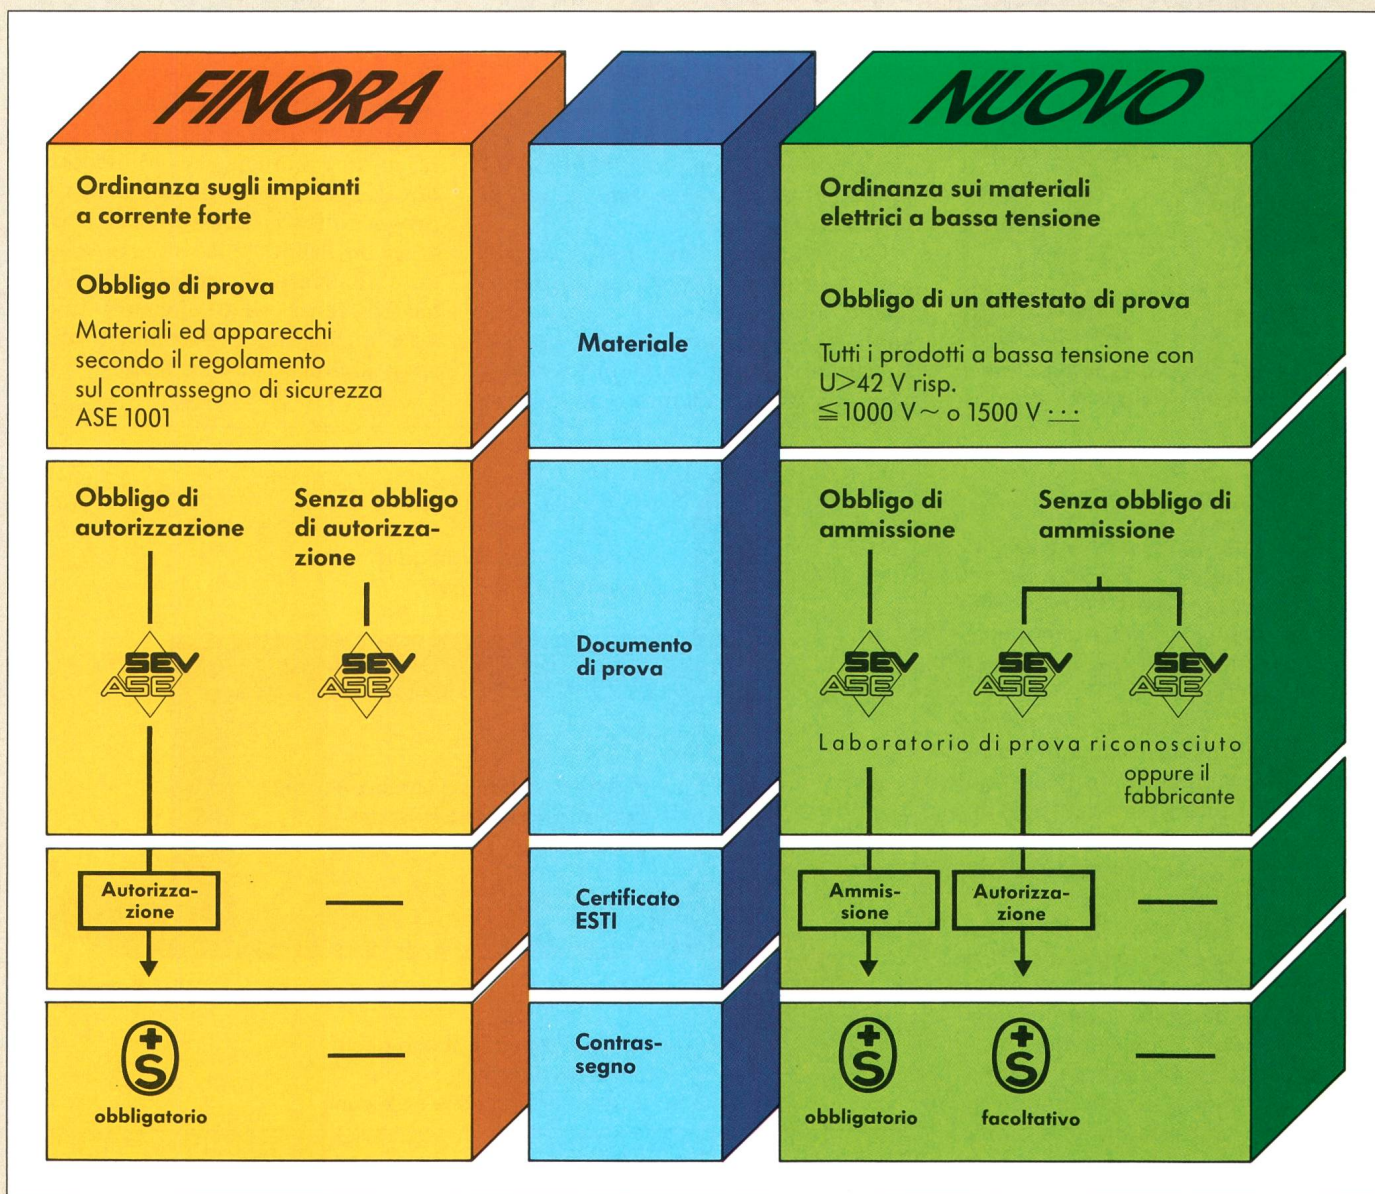 FINORA
Ordinanza sugli impianti
a corrente forte
Obbligo di prova
Materiali ed apparecchi
secondo il regolamento
sul contrassegno di sicurezza
ASE 1001
Obbligo di
autorizzazione
Senza obbligo
di autorizza-
zione
SEV
ASE
SEV
ASE
Autorizza-
zione
+
S
obbligatorio
Materiale
Documento
di prova
Certificato
ESTI
Contras-
segno
NUOVO
Ordinanza sui materiali
elettrici a bassa tensione
Obbligo di un attestato di prova
Tutti i prodotti a bassa tensione con
U>42 V risp.
≦1000 V~ o 1500 V ⎓
Obbligo di
ammissione
Senza obbligo di
ammissione
SEV
ASE
SEV
ASE
SEV
ASE
Laboratorio di prova riconosciuto
oppure il
fabbricante
Ammis-
sione
Autorizza-
zione
+
S
obbligatorio
+
S
facoltativo